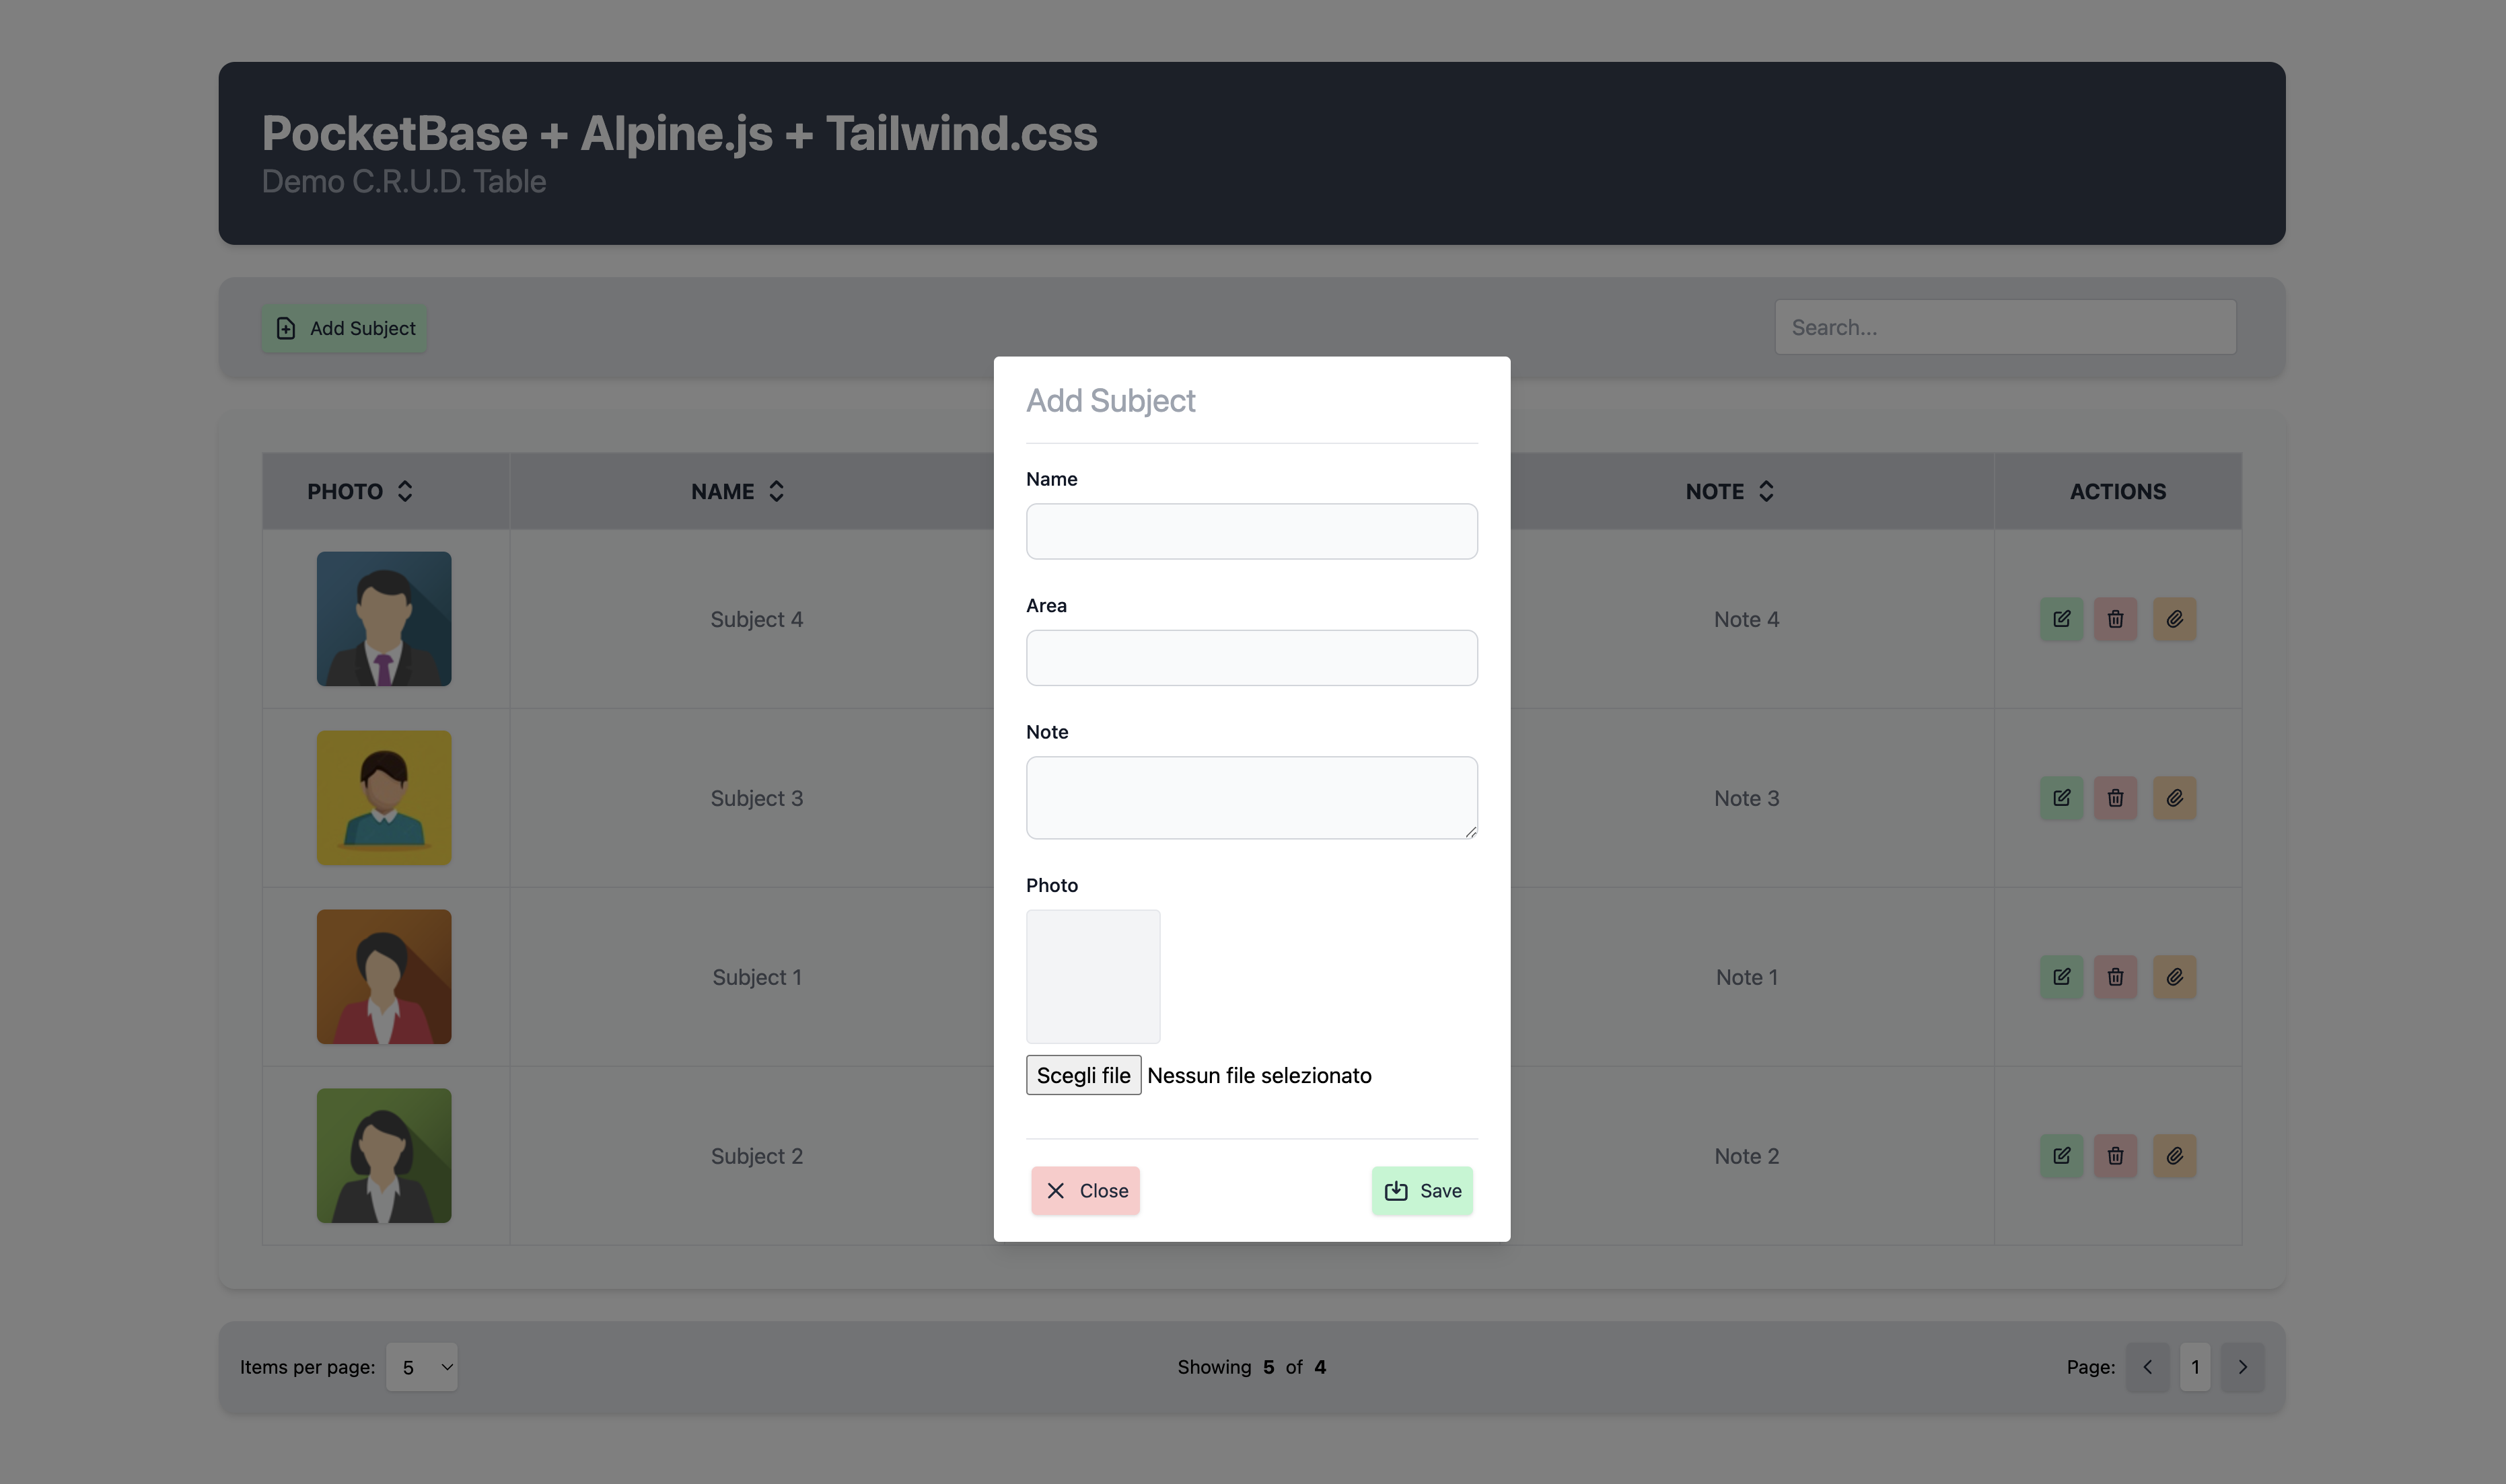 PocketBase + Alpine.js + Tailwind.css
Demo C.R.U.D. Table
Add Subject
Search...
Add Subject
Name
Area
Note
Photo
Scegli file Nessun file selezionato
Close
Save
PHOTO NAME NOTE ACTIONS
Subject 4 Note 4
Subject 3 Note 3
Subject 1 Note 1
Subject 2 Note 2
Items per page: 5
Showing 5 of 4
Page: 1